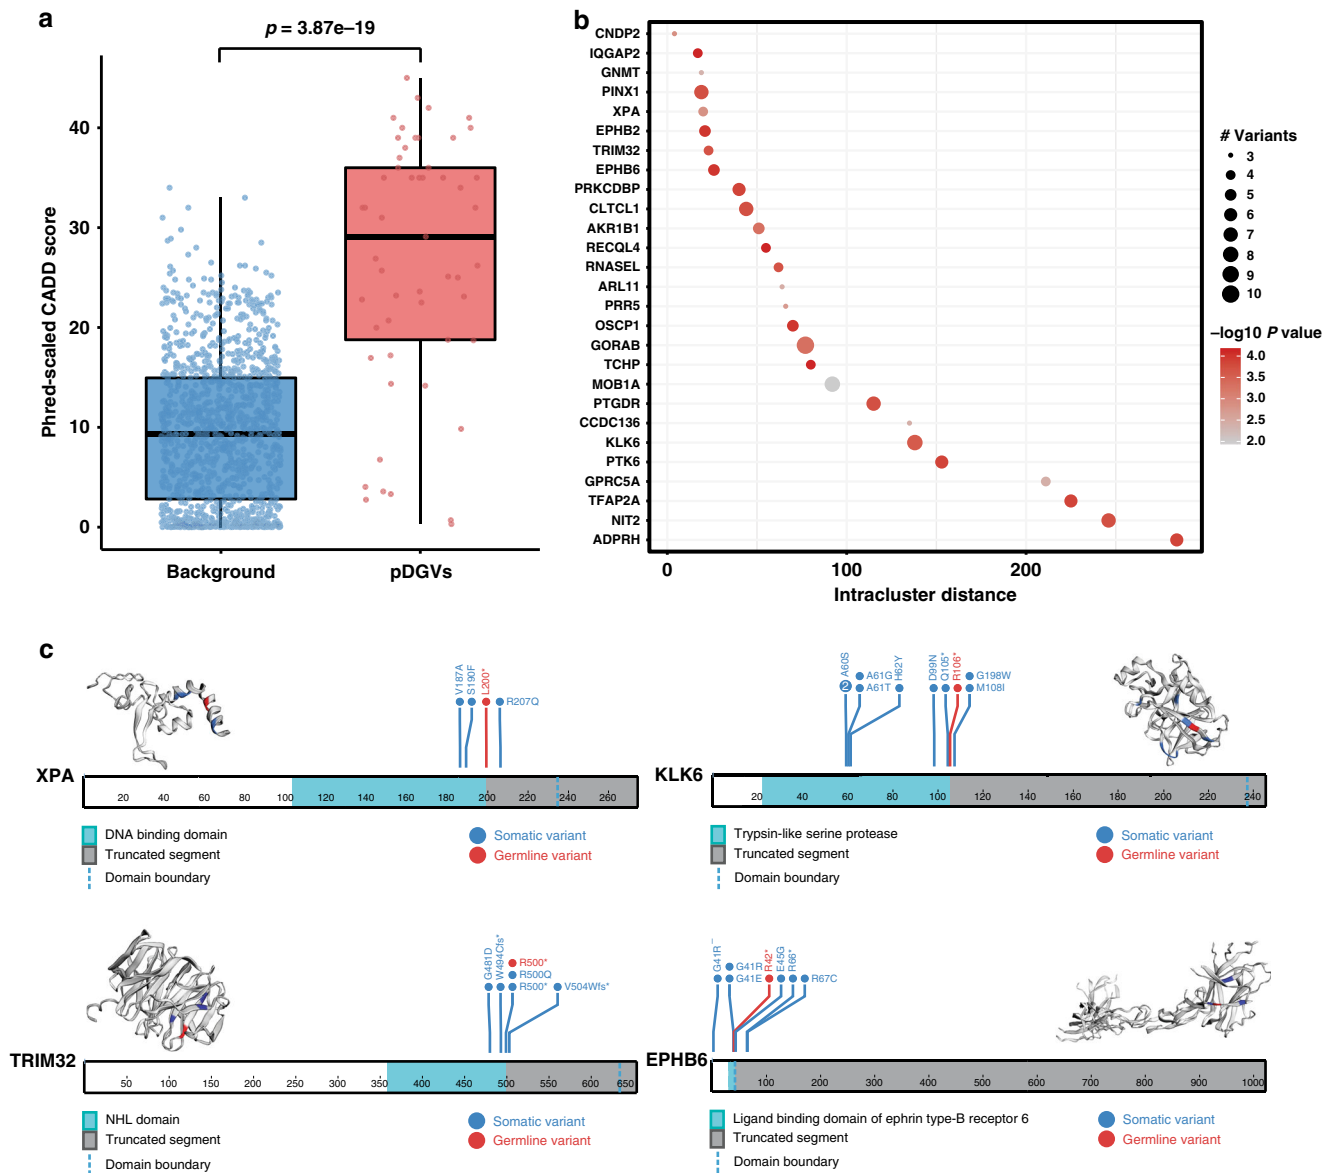 a
p = 3.87e–19
Phred-scaled CADD score
40
30
20
10
0
Background
pDGVs
b
CNDP2
IQGAP2
GNMT
PINX1
XPA
EPHB2
TRIM32
EPHB6
PRKCDBP
CLTCL1
AKR1B1
RECQL4
RNASEL
ARL11
PRR5
OSCP1
GORAB
TCHP
MOB1A
PTGDR
CCDC136
KLK6
PTK6
GPRC5A
TFAP2A
NIT2
ADPRH
0
100
200
Intracluster distance
# Variants
3
4
5
6
7
8
9
10
–log10 P value
4.0
3.5
3.0
2.5
2.0
c
V187A
S190F
L200*
R207Q
XPA
20 40 60 80 100 120 140 160 180 200 220 240 260
DNA binding domain
Truncated segment
Domain boundary
Somatic variant
Germline variant
A60S
2
A61G
A61T
H62Y
D99N
Q105*
R106*
G198W
M108I
KLK6
20 40 60 80 100 120 140 160 180 200 220 240
Trypsin-like serine protease
Truncated segment
Domain boundary
Somatic variant
Germline variant
G481D
W494Cfs*
R500*
R500Q
R500*
V504Wfs*
TRIM32
50 100 150 200 250 300 350 400 450 500 550 600 650
NHL domain
Truncated segment
Domain boundary
Somatic variant
Germline variant
G41R
G41R
G41E
R42*
E45G
R66*
R67C
EPHB6
100 200 300 400 500 600 700 800 900 1000
Ligand binding domain of ephrin type-B receptor 6
Truncated segment
Domain boundary
Somatic variant
Germline variant